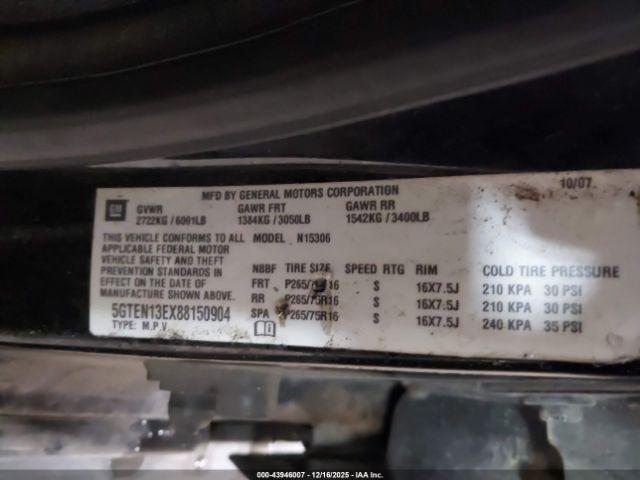 MFD BY GENERAL MOTORS CORPORATION 10/07
GM GVWR GAWR FRT GAWR RR
2722KG / 6001LB 1384KG / 3050LB 1542KG / 3400LB
THIS VEHICLE CONFORMS TO ALL MODEL N15306
APPLICABLE FEDERAL MOTOR
VEHICLE SAFETY AND THEFT
PREVENTION STANDARDS IN
EFFECT ON THE DATE OF
MANUFACTURE SHOWN ABOVE.
5GTEN13EX88150904
TYPE: M.P.V.
TIRE SIZE SPEED RTG RIM COLD TIRE PRESSURE
FRT P265/75R16 S 16X7.5J 210 KPA 30 PSI
RR P265/75R16 S 16X7.5J 210 KPA 30 PSI
SPA P265/75R16 S 16X7.5J 240 KPA 35 PSI
000-43946007 - 12/16/2025 - IAA Inc.